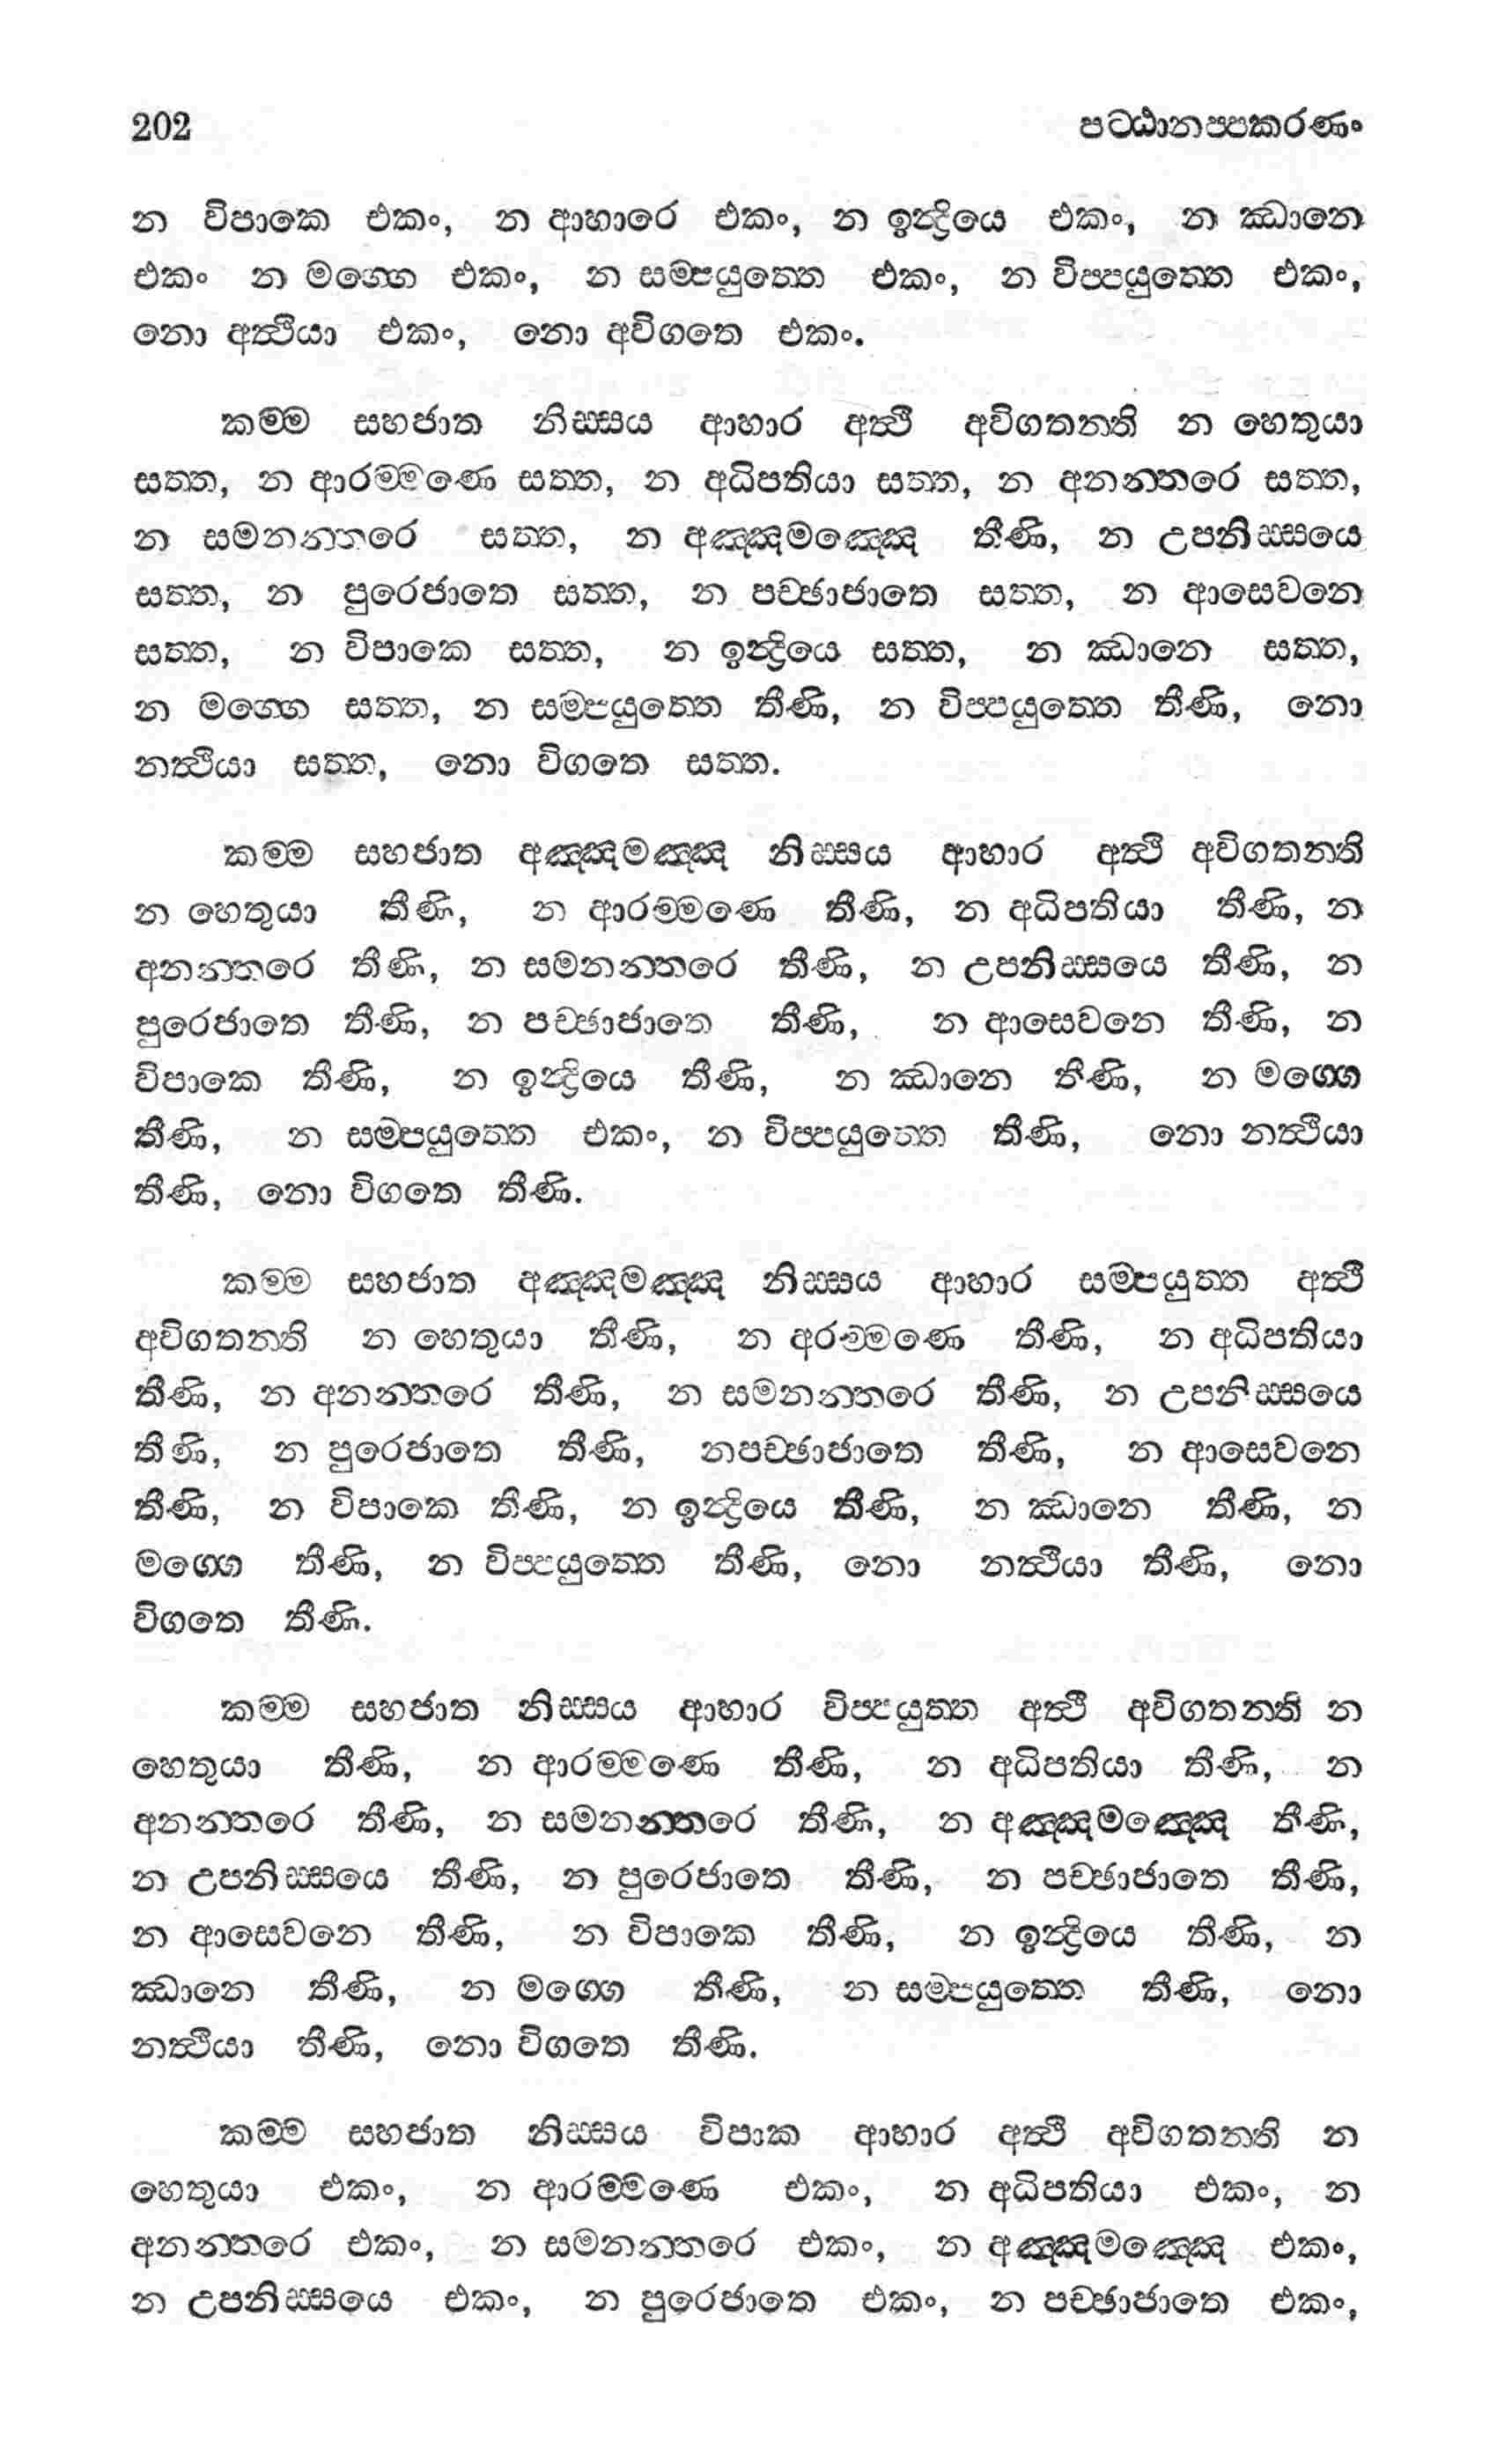 202 පට්ඨානප්පකරණං
න විපාකෙ එකං, න ආහාරෙ එකං, න ඉන්ද්‍රියෙ එකං, න ඣානෙ
එකං න මග්ගෙ එකං, න සම්පයුත්තෙ එකං, න විප්පයුත්තෙ එකං,
නො අත්ථියා එකං, නො අවිගතෙ එකං.
කම්ම සහජාත නිස්සය ආහාර අත්ථි අවිගතන්ති න හෙතුයා
සත්ත, න ආරම්මණෙ සත්ත, න අධිපතියා සත්ත, න අනන්තරෙ සත්ත,
න සමනන්තරෙ සත්ත, න අඤ්ඤමඤ්ඤෙ තීණි, න උපනිස්සයෙ
සත්ත, න පුරෙජාතෙ සත්ත, න පච්ඡාජාතෙ සත්ත, න ආසෙවනෙ
සත්ත, න විපාකෙ සත්ත, න ඉන්ද්‍රියෙ සත්ත, න ඣානෙ සත්ත,
න මග්ගෙ සත්ත, න සම්පයුත්තෙ තීණි, න විප්පයුත්තෙ තීණි, නො
නත්ථියා සත්ත, නො විගතෙ සත්ත.
කම්ම සහජාත අඤ්ඤමඤ්ඤ නිස්සය ආහාර අත්ථි අවිගතන්ති
න හෙතුයා තීණි, න ආරම්මණෙ තීණි, න අධිපතියා තීණි, න
අනන්තරෙ තීණි, න සමනන්තරෙ තීණි, න උපනිස්සයෙ තීණි, න
පුරෙජාතෙ තීණි, න පච්ඡාජාතෙ තීණි, න ආසෙවනෙ තීණි, න
විපාකෙ තීණි, න ඉන්ද්‍රියෙ තීණි, න ඣානෙ තීණි, න මග්ගෙ
තීණි, න සම්පයුත්තෙ එකං, න විප්පයුත්තෙ තීණි, නො නත්ථියා
තීණි, නො විගතෙ තීණි.
කම්ම සහජාත අඤ්ඤමඤ්ඤ නිස්සය ආහාර සම්පයුත්ත අත්ථි
අවිගතන්ති න හෙතුයා තීණි, න අරම්මණෙ තීණි, න අධිපතියා
තීණි, න අනන්තරෙ තීණි, න සමනන්තරෙ තීණි, න උපනිස්සයෙ
තීණි, න පුරෙජාතෙ තීණි, නපච්ඡාජාතෙ තීණි, න ආසෙවනෙ
තීණි, න විපාකෙ තීණි, න ඉන්ද්‍රියෙ තීණි, න ඣානෙ තීණි, න
මග්ගෙ තීණි, න විප්පයුත්තෙ තීණි, නො නත්ථියා තීණි, නො
විගතෙ තීණි.
කම්ම සහජාත නිස්සය ආහාර විප්පයුත්ත අත්ථි අවිගතන්ති න
හෙතුයා තීණි, න ආරම්මණෙ තීණි, න අධිපතියා තීණි, න
අනන්තරෙ තීණි, න සමනන්තරෙ තීණි, න අඤ්ඤමඤ්ඤෙ තීණි,
න උපනිස්සයෙ තීණි, න පුරෙජාතෙ තීණි, න පච්ඡාජාතෙ තීණි,
න ආසෙවනෙ තීණි, න විපාකෙ තීණි, න ඉන්ද්‍රියෙ තීණි, න
ඣානෙ තීණි, න මග්ගෙ තීණි, න සම්පයුත්තෙ තීණි, නො
නත්ථියා තීණි, නො විගතෙ තීණි.
කම්ම සහජාත නිස්සය විපාක ආහාර අත්ථි අවිගතන්ති න
හෙතුයා එකං, න ආරම්මණෙ එකං, න අධිපතියා එකං, න
අනන්තරෙ එකං, න සමනන්තරෙ එකං, න අඤ්ඤමඤ්ඤෙ එකං,
න උපනිස්සයෙ එකං, න පුරෙජාතෙ එකං, න පච්ඡාජාතෙ එකං,